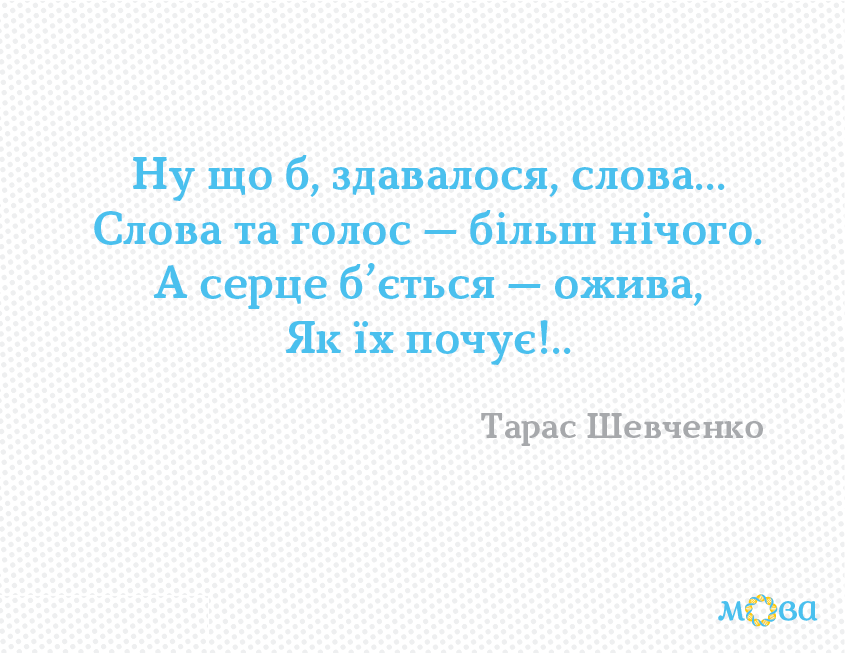 Ну що б, здавалося, слова...
Слова та голос — більш нічого.
А серце б’ється — ожива,
Як їх почує!..
Тарас Шевченко
мова